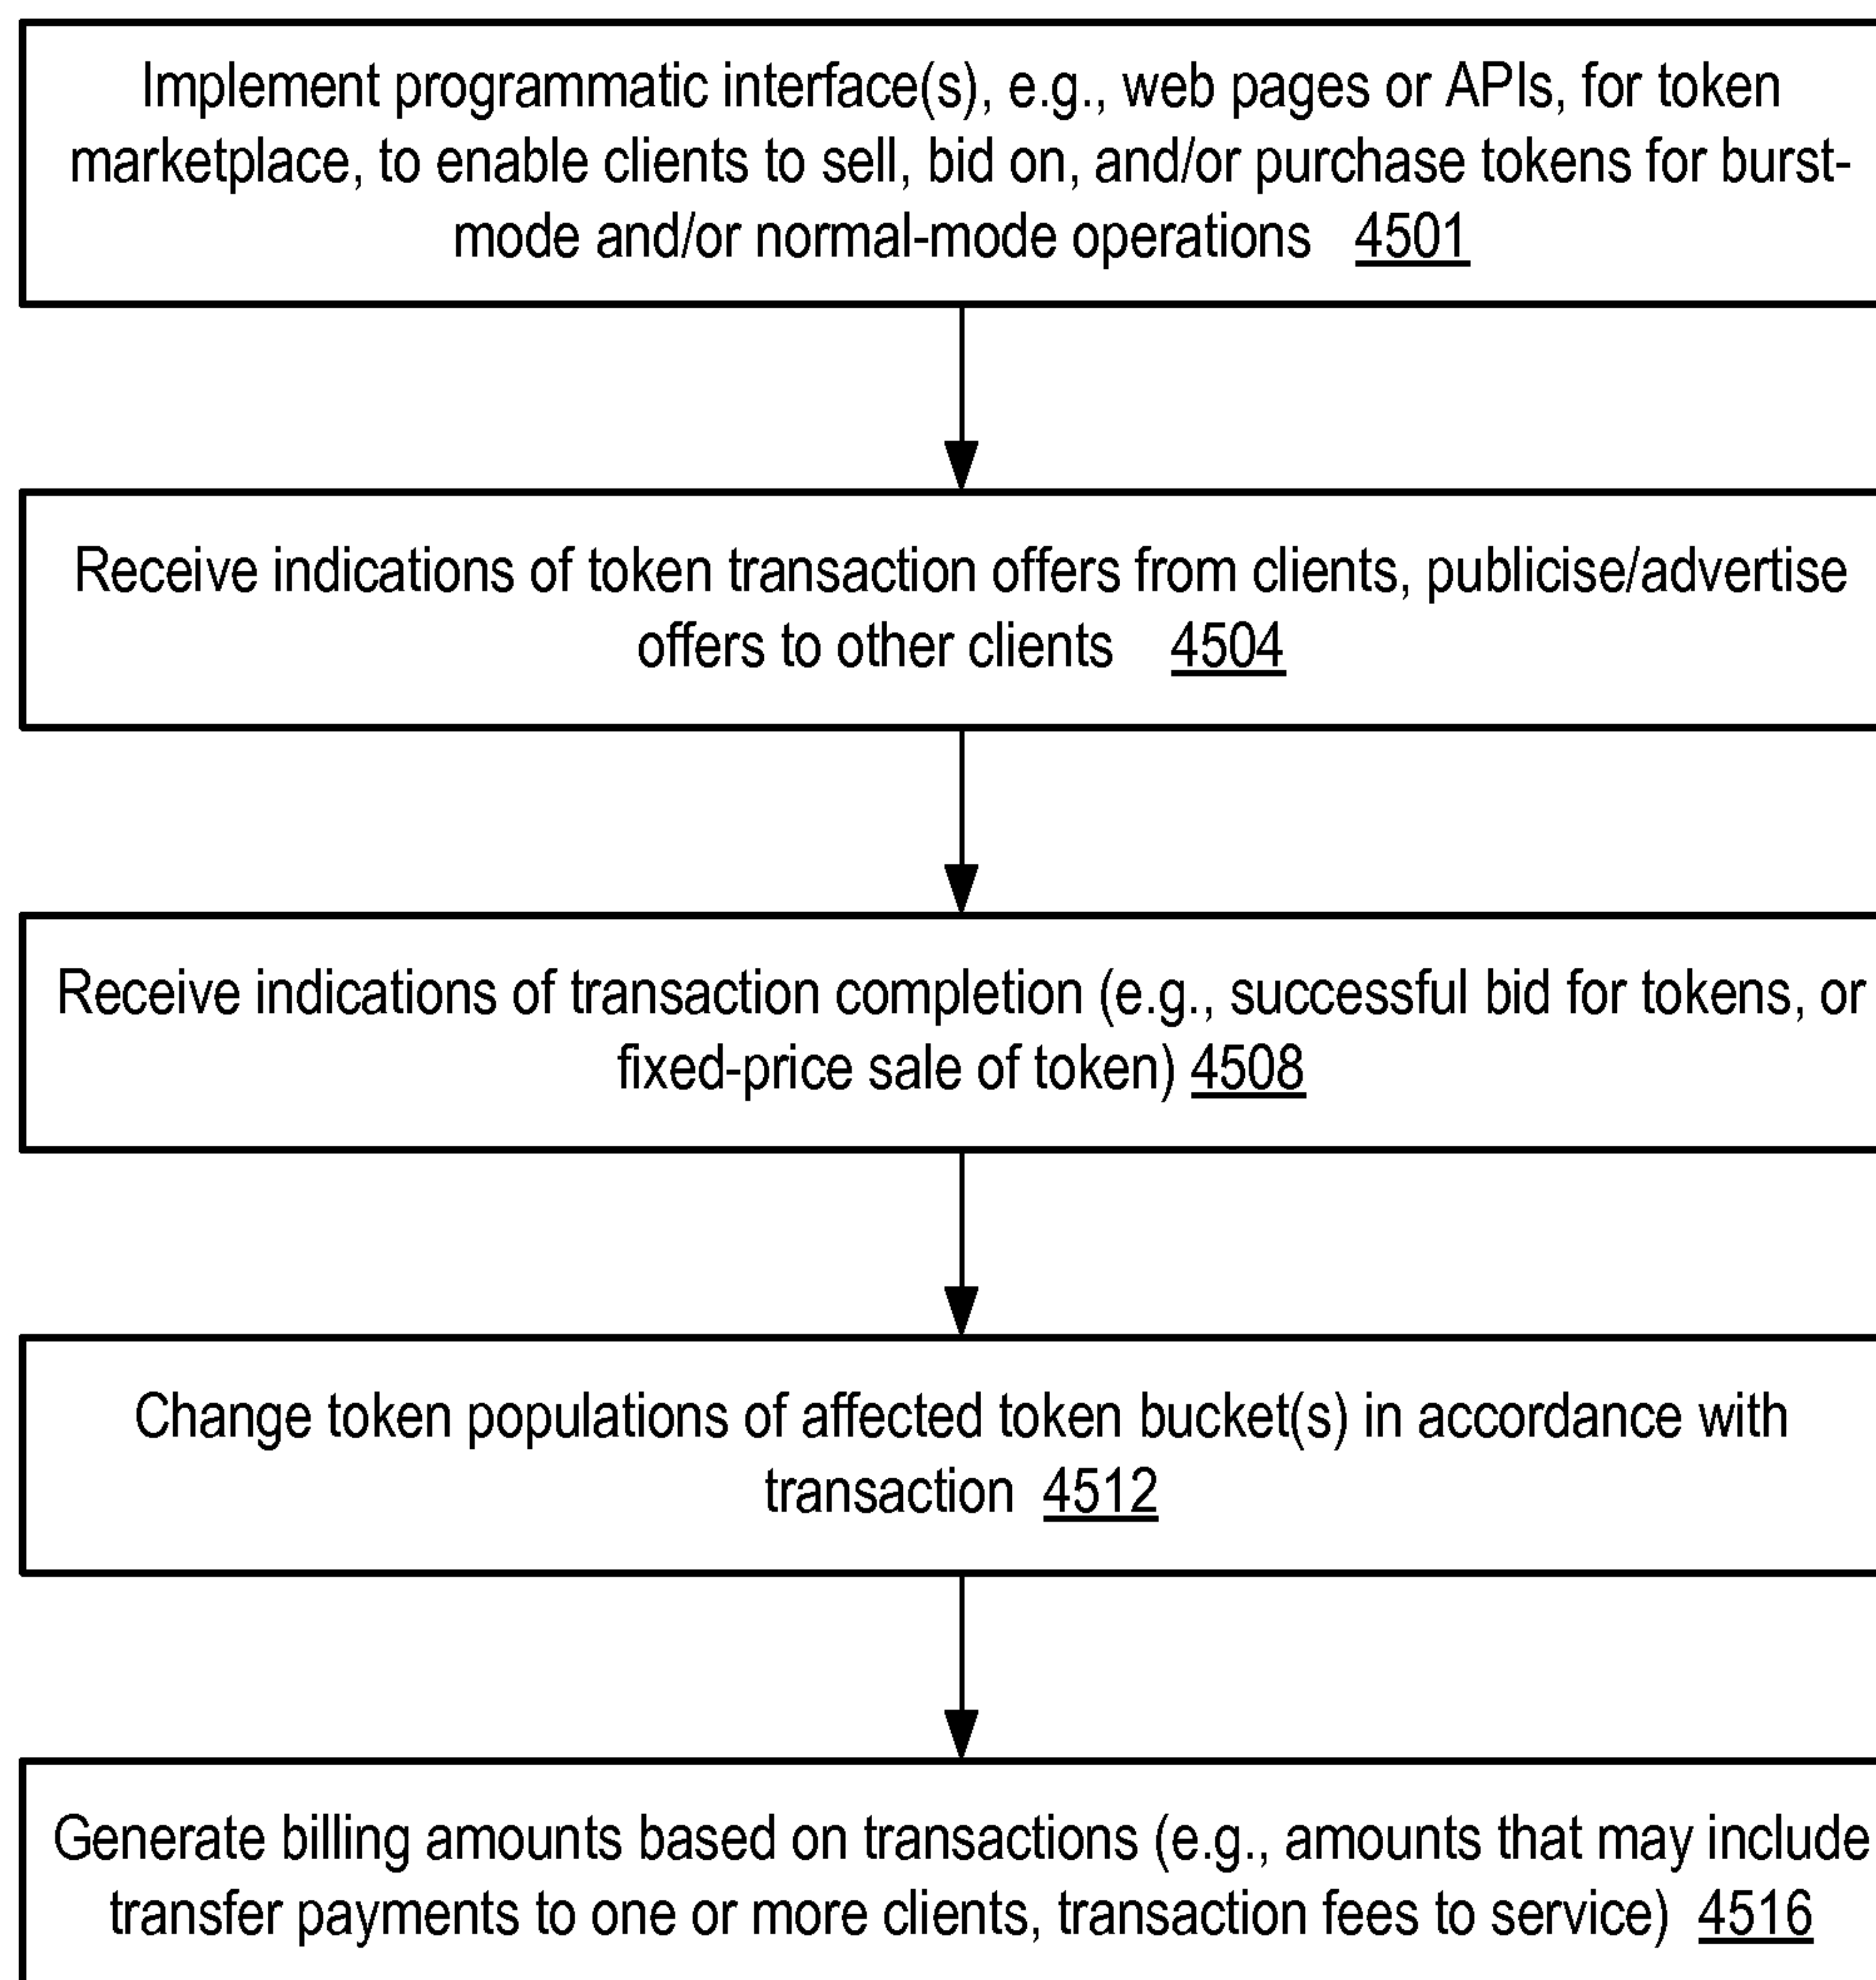 Implement programmatic interface(s), e.g., web pages or APIs, for token
marketplace, to enable clients to sell, bid on, and/or purchase tokens for burst-
mode and/or normal-mode operations 4501
Receive indications of token transaction offers from clients, publicise/advertise
offers to other clients 4504
Receive indications of transaction completion (e.g., successful bid for tokens, or
fixed-price sale of token) 4508
Change token populations of affected token bucket(s) in accordance with
transaction 4512
Generate billing amounts based on transactions (e.g., amounts that may include
transfer payments to one or more clients, transaction fees to service) 4516